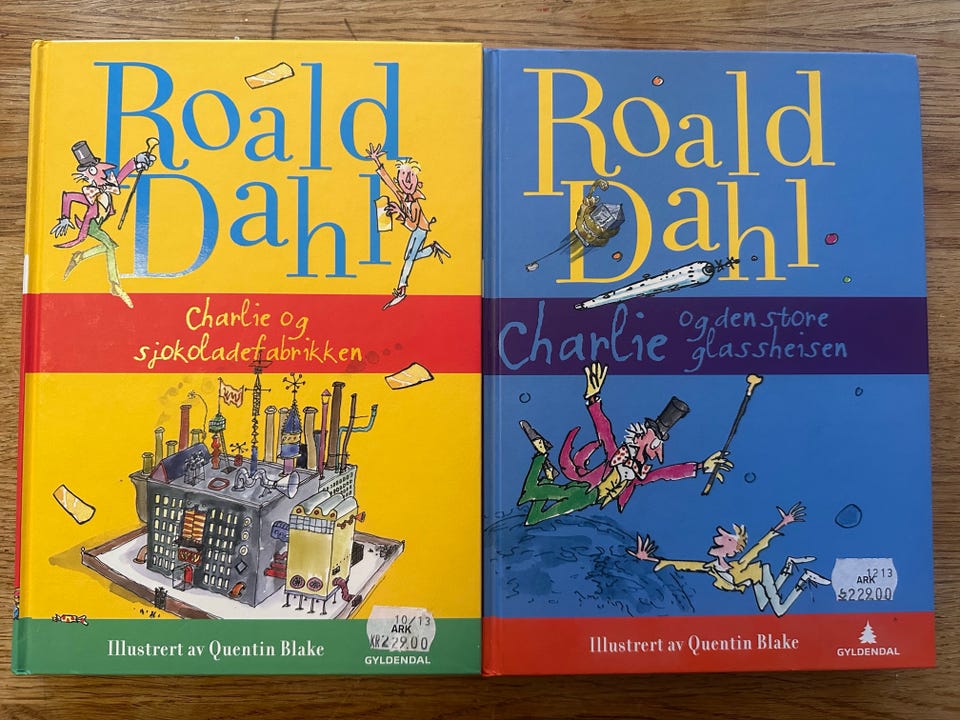 Roald
Dahl
Charlie og
sjokoladefabrikken
Illustrert av Quentin Blake
10/13
ARK
KR229.00
GYLDENDAL
Roald
Dahl
Charlie og den store
glassheisen
Illustrert av Quentin Blake
1213
ARK
229.00
GYLDENDAL